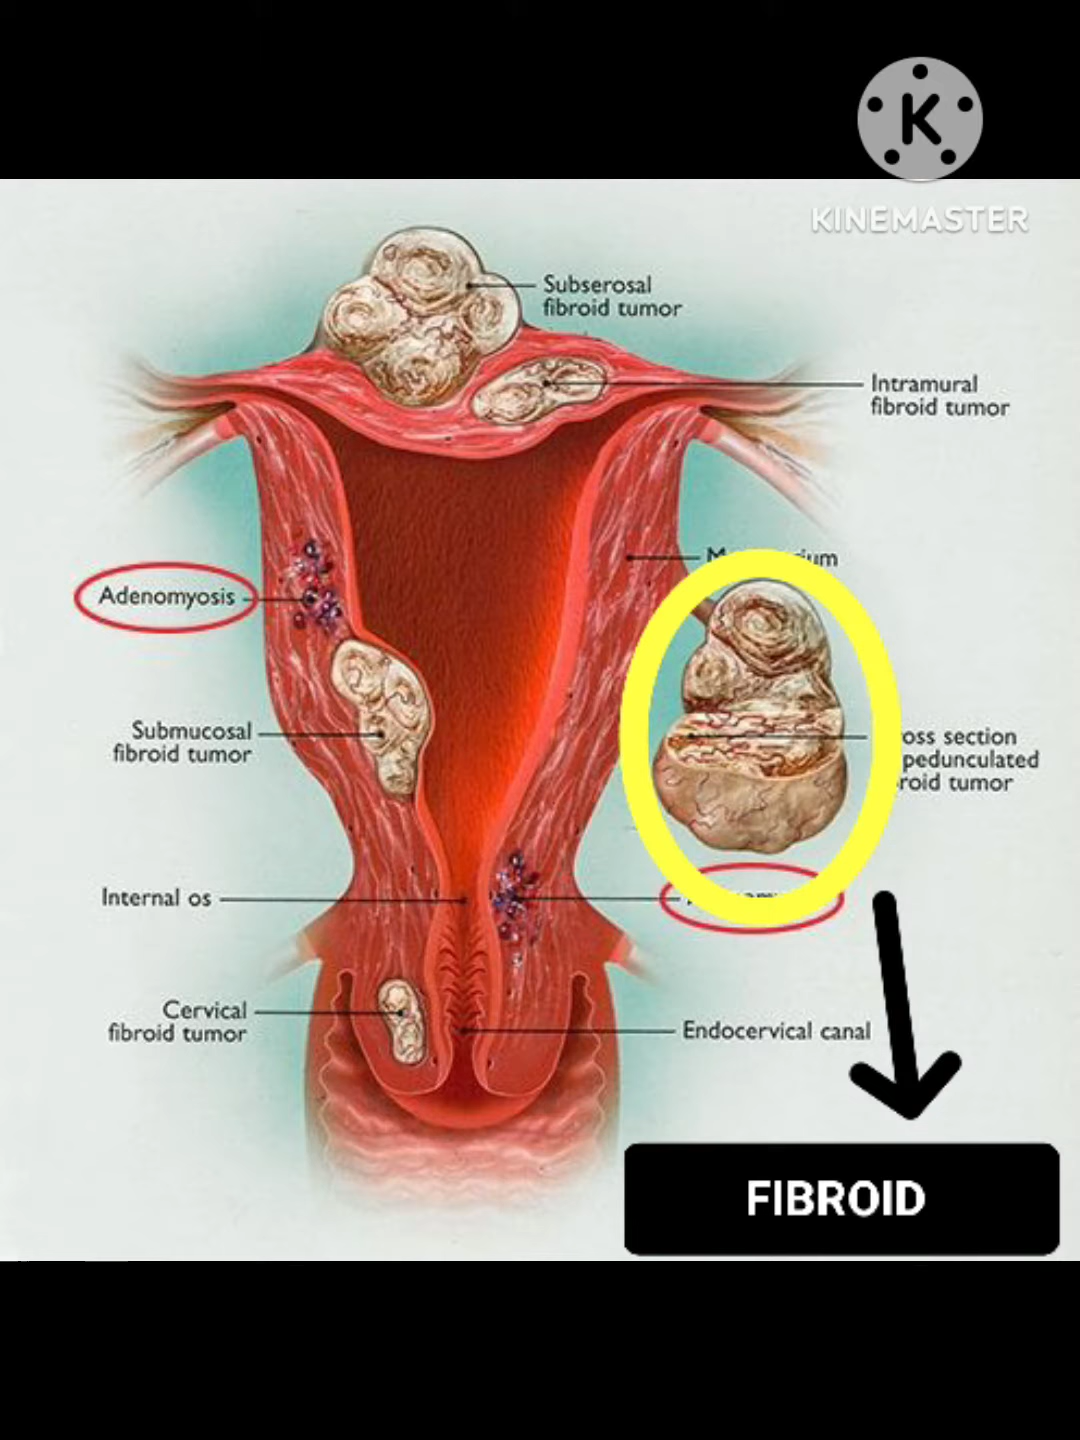 K
KINEMASTER
Subserosal
fibroid tumor
Intramural
fibroid tumor
Adenomyosis
Submucosal
fibroid tumor
ross section
pedunculated
roid tumor
Internal os
Cervical
fibroid tumor
Endocervical canal
FIBROID